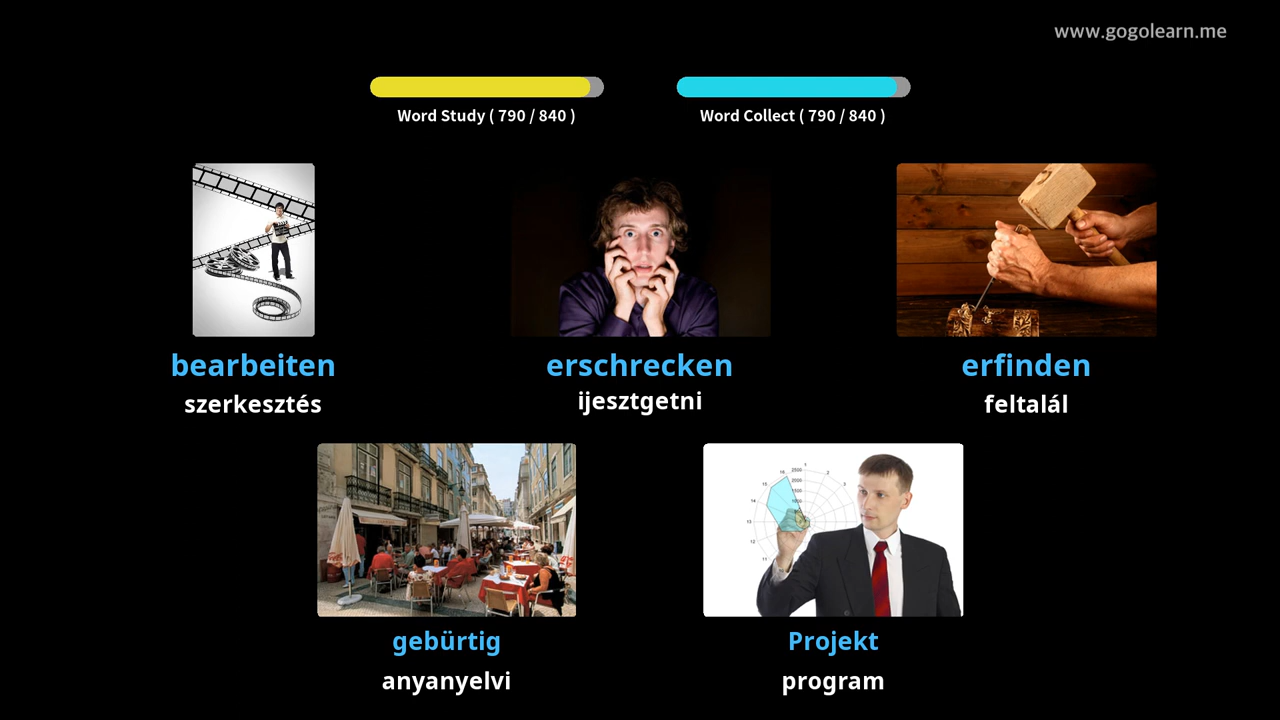 www.gogolearn.me
Word Study ( 790 / 840 )
Word Collect ( 790 / 840 )
bearbeiten
szerkesztés
erschrecken
ijesztgetni
erfinden
feltalál
gebürtig
anyanyelvi
Projekt
program